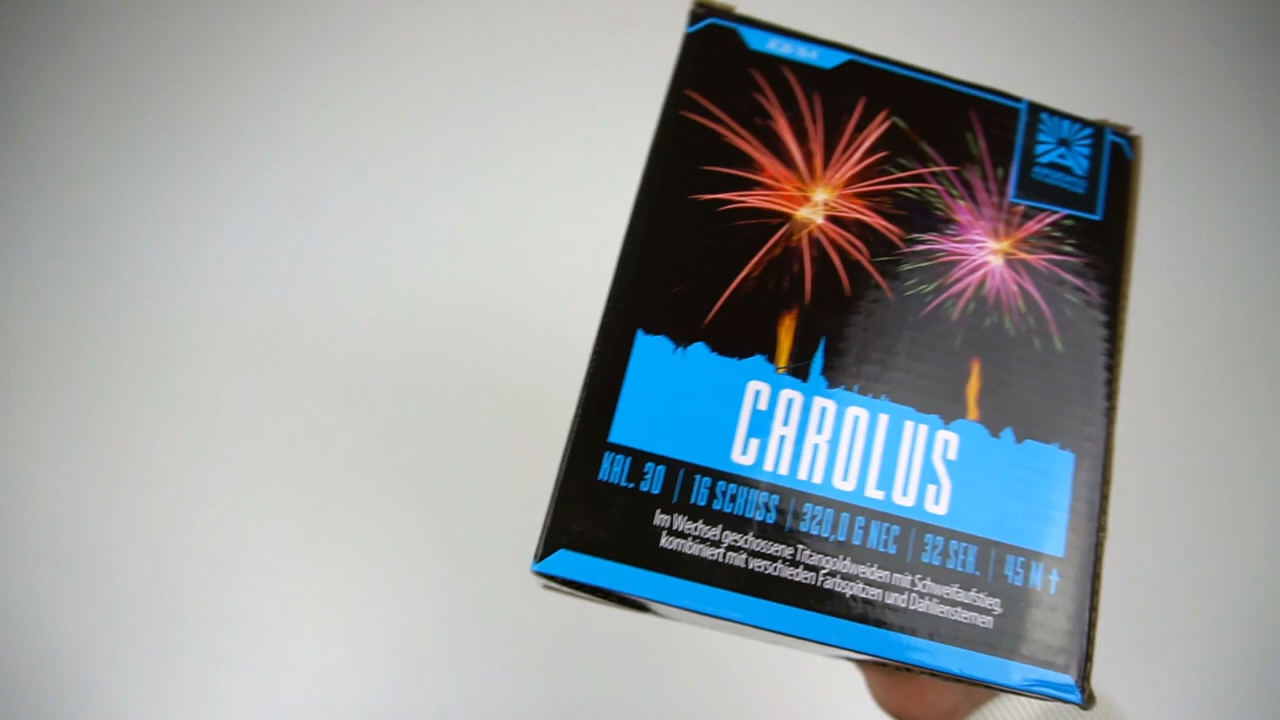 CAROLUS
KAL. 30 | 16 SCHUSS | 320,0 G NEC | 32 SEK. | 45 M ↑
Im Wechsel geschossene Titangoldweiden mit Schweifaufstieg,
kombiniert mit verschieden Farbspitzen und Dahliensternen